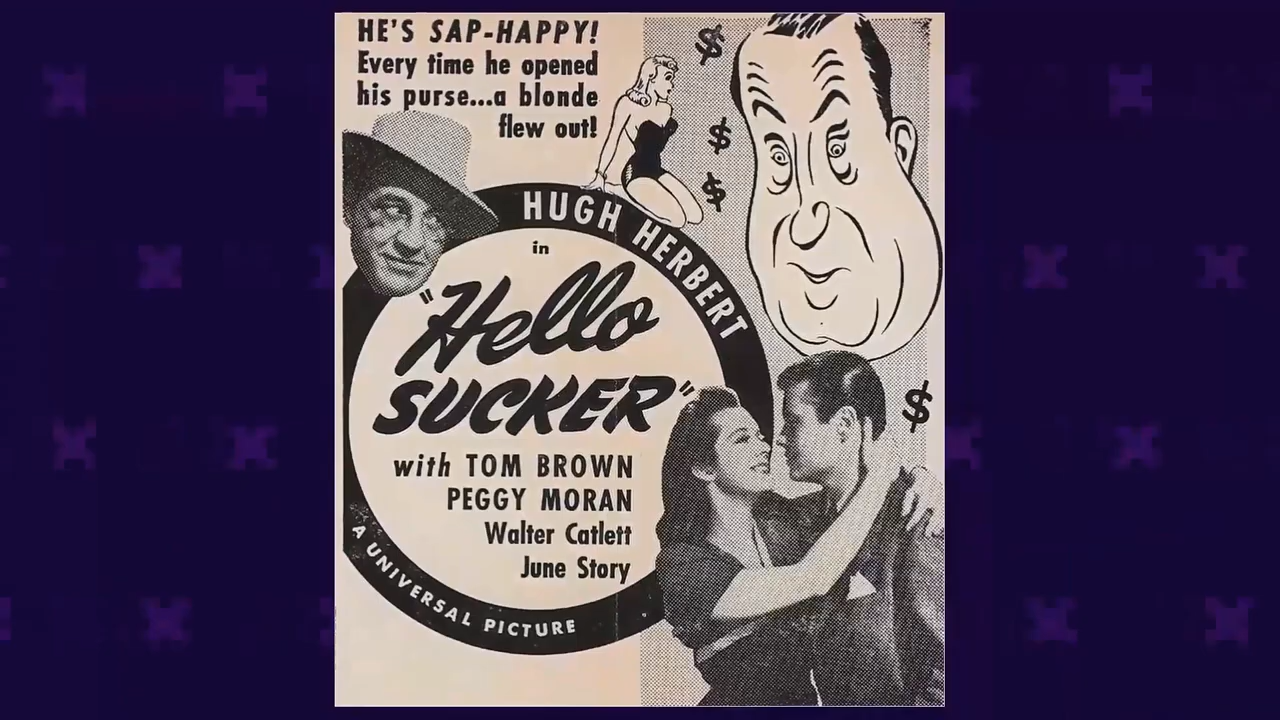 HE'S SAP-HAPPY!
Every time he opened
his purse...a blonde
flew out!
$
$
$
HUGH HERBERT
in
"Hello
SUCKER"
$
with TOM BROWN
PEGGY MORAN
Walter Catlett
June Story
A UNIVERSAL PICTURE